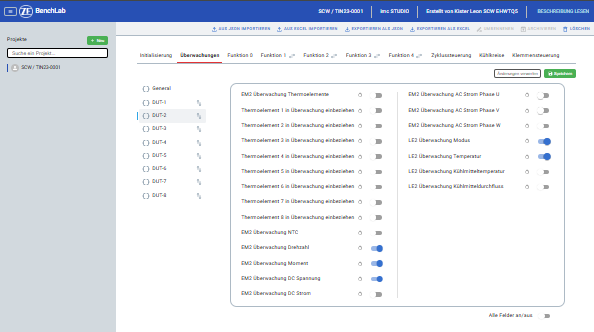 ZF BenchLab
SCW / TIN23-0001
linc STUDIO
Erstellt von Kister Leon SCW EHWTQS
BESCHREIBUNG LESEN
AUS JSON IMPORTIEREN
AUS EXCEL IMPORTIEREN
EXPORTIEREN ALS JSON
EXPORTIEREN ALS EXCEL
UMBENENNEN
ARCHIVIEREN
LÖSCHEN
Projekte
+ Neu
Suche ein Projekt...
SCW / TIN23-0001
Initialisierung
Überwachungen
Funktion 0
Funktion 1
Funktion 2
Funktion 3
Funktion 4
Zyklussteuerung
Kühlkreise
Klemmensteuerung
Änderungen verwerfen
Speichern
General
DUT-1
DUT-2
DUT-3
DUT-4
DUT-5
DUT-6
DUT-7
DUT-8
EM2 Überwachung Thermoelemente
Thermoelement 1 in Überwachung einbeziehen
Thermoelement 2 in Überwachung einbeziehen
Thermoelement 3 in Überwachung einbeziehen
Thermoelement 4 in Überwachung einbeziehen
Thermoelement 5 in Überwachung einbeziehen
Thermoelement 6 in Überwachung einbeziehen
Thermoelement 7 in Überwachung einbeziehen
Thermoelement 8 in Überwachung einbeziehen
EM2 Überwachung NTC
EM2 Überwachung Drehzahl
EM2 Überwachung Moment
EM2 Überwachung DC Spannung
EM2 Überwachung DC Strom
EM2 Überwachung AC Strom Phase U
EM2 Überwachung AC Strom Phase V
EM2 Überwachung AC Strom Phase W
LE2 Überwachung Modus
LE2 Überwachung Temperatur
LE2 Überwachung Kühlmitteltemperatur
LE2 Überwachung Kühlmitteldurchfluss
Alle Felder an/aus